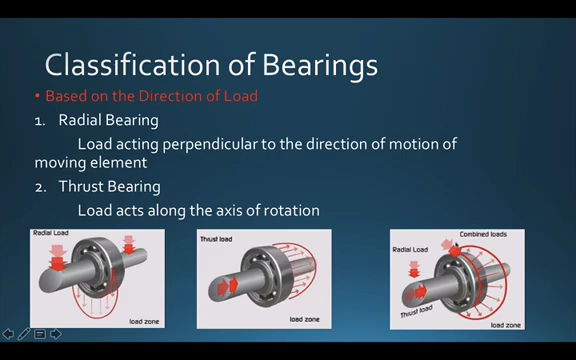 Classification of Bearings
• Based on the Direction of Load
1. Radial Bearing
Load acting perpendicular to the direction of motion of
moving element
2. Thrust Bearing
Load acts along the axis of rotation
Radial Load
load zone
Thrust load
load zone
Combined loads
Radial Load
Thrust load
load zone